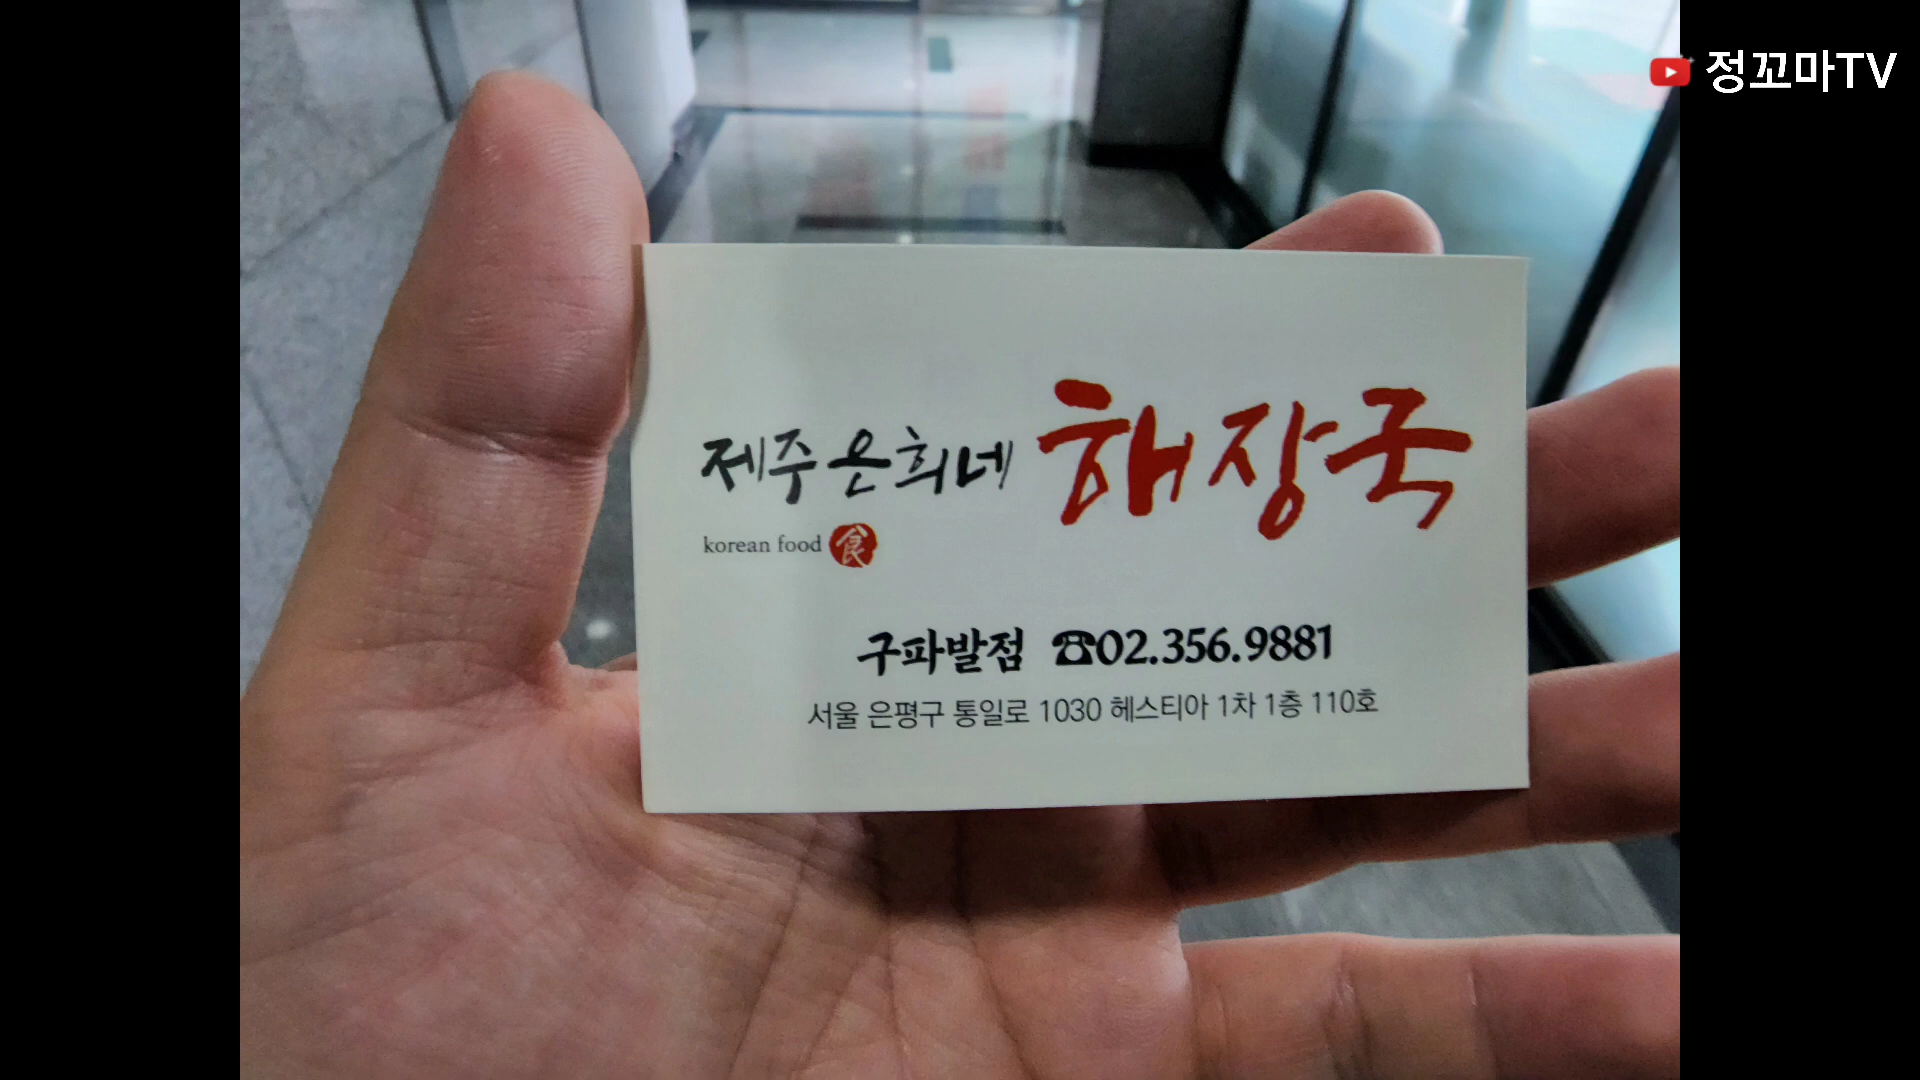 정꼬마TV
제주은희네 해장국
korean food 食
구파발점 ☎02.356.9881
서울 은평구 통일로 1030 헤스티아 1차 1층 110호